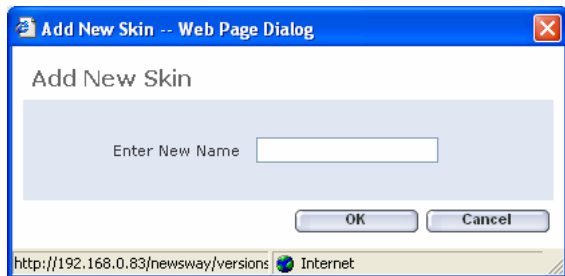 Add New Skin -- Web Page Dialog
Add New Skin
Enter New Name
OK Cancel
http://192.168.0.83/newsway/versions Internet